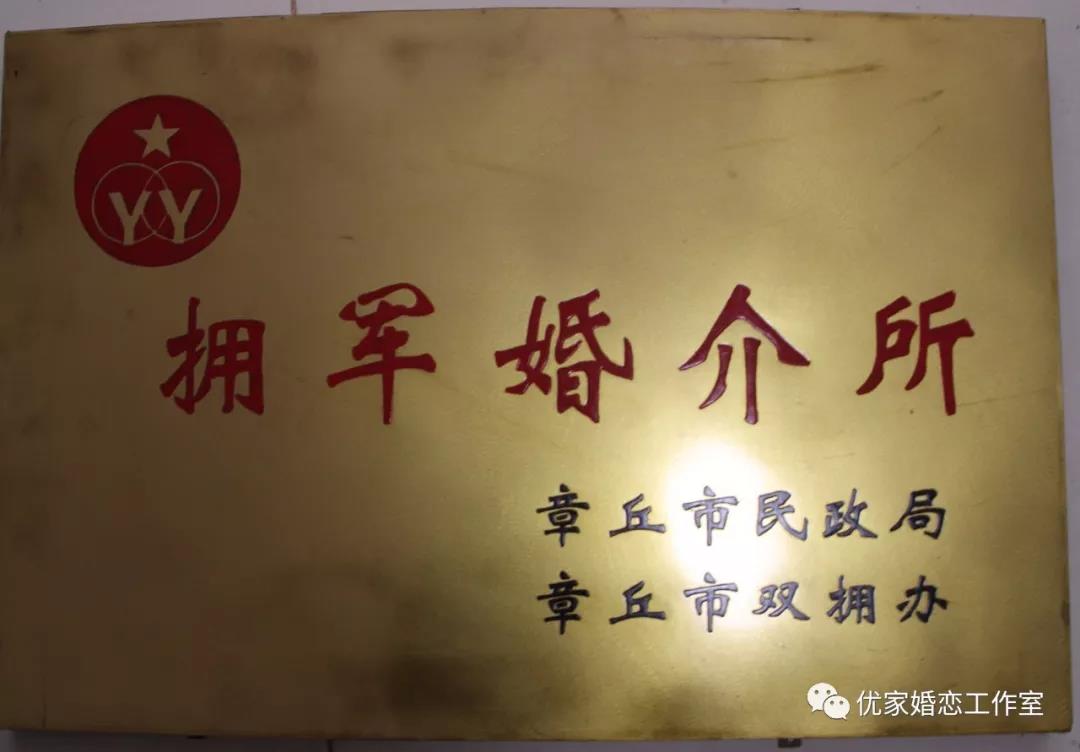 YY
拥军婚介所
章丘市民政局
章丘市双拥办
优家婚恋工作室